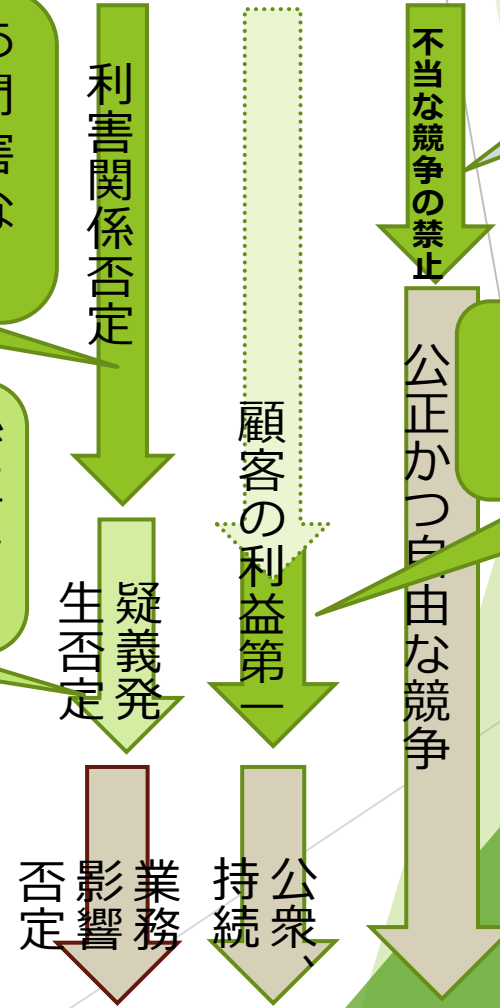 不当な競争の禁止
公正かつ自由な競争
顧客の利益第一
公衆、
持続
利害関係否定
疑義発
生否定
業務
影響
否定